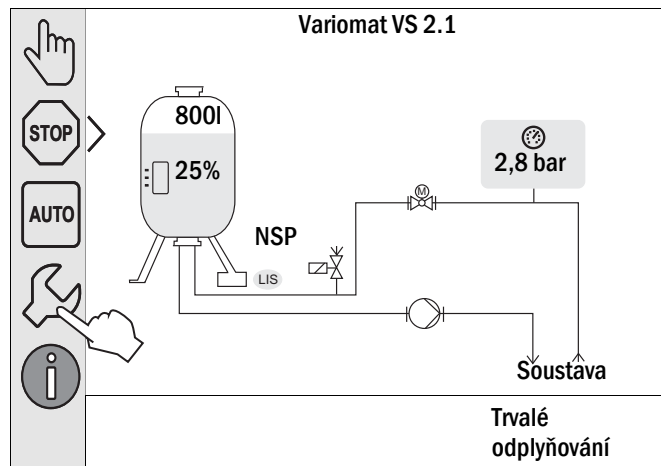 Variomat VS 2.1
STOP
AUTO
800l
25%
NSP
LIS
M
2,8 bar
Soustava
Trvalé
odplyňování